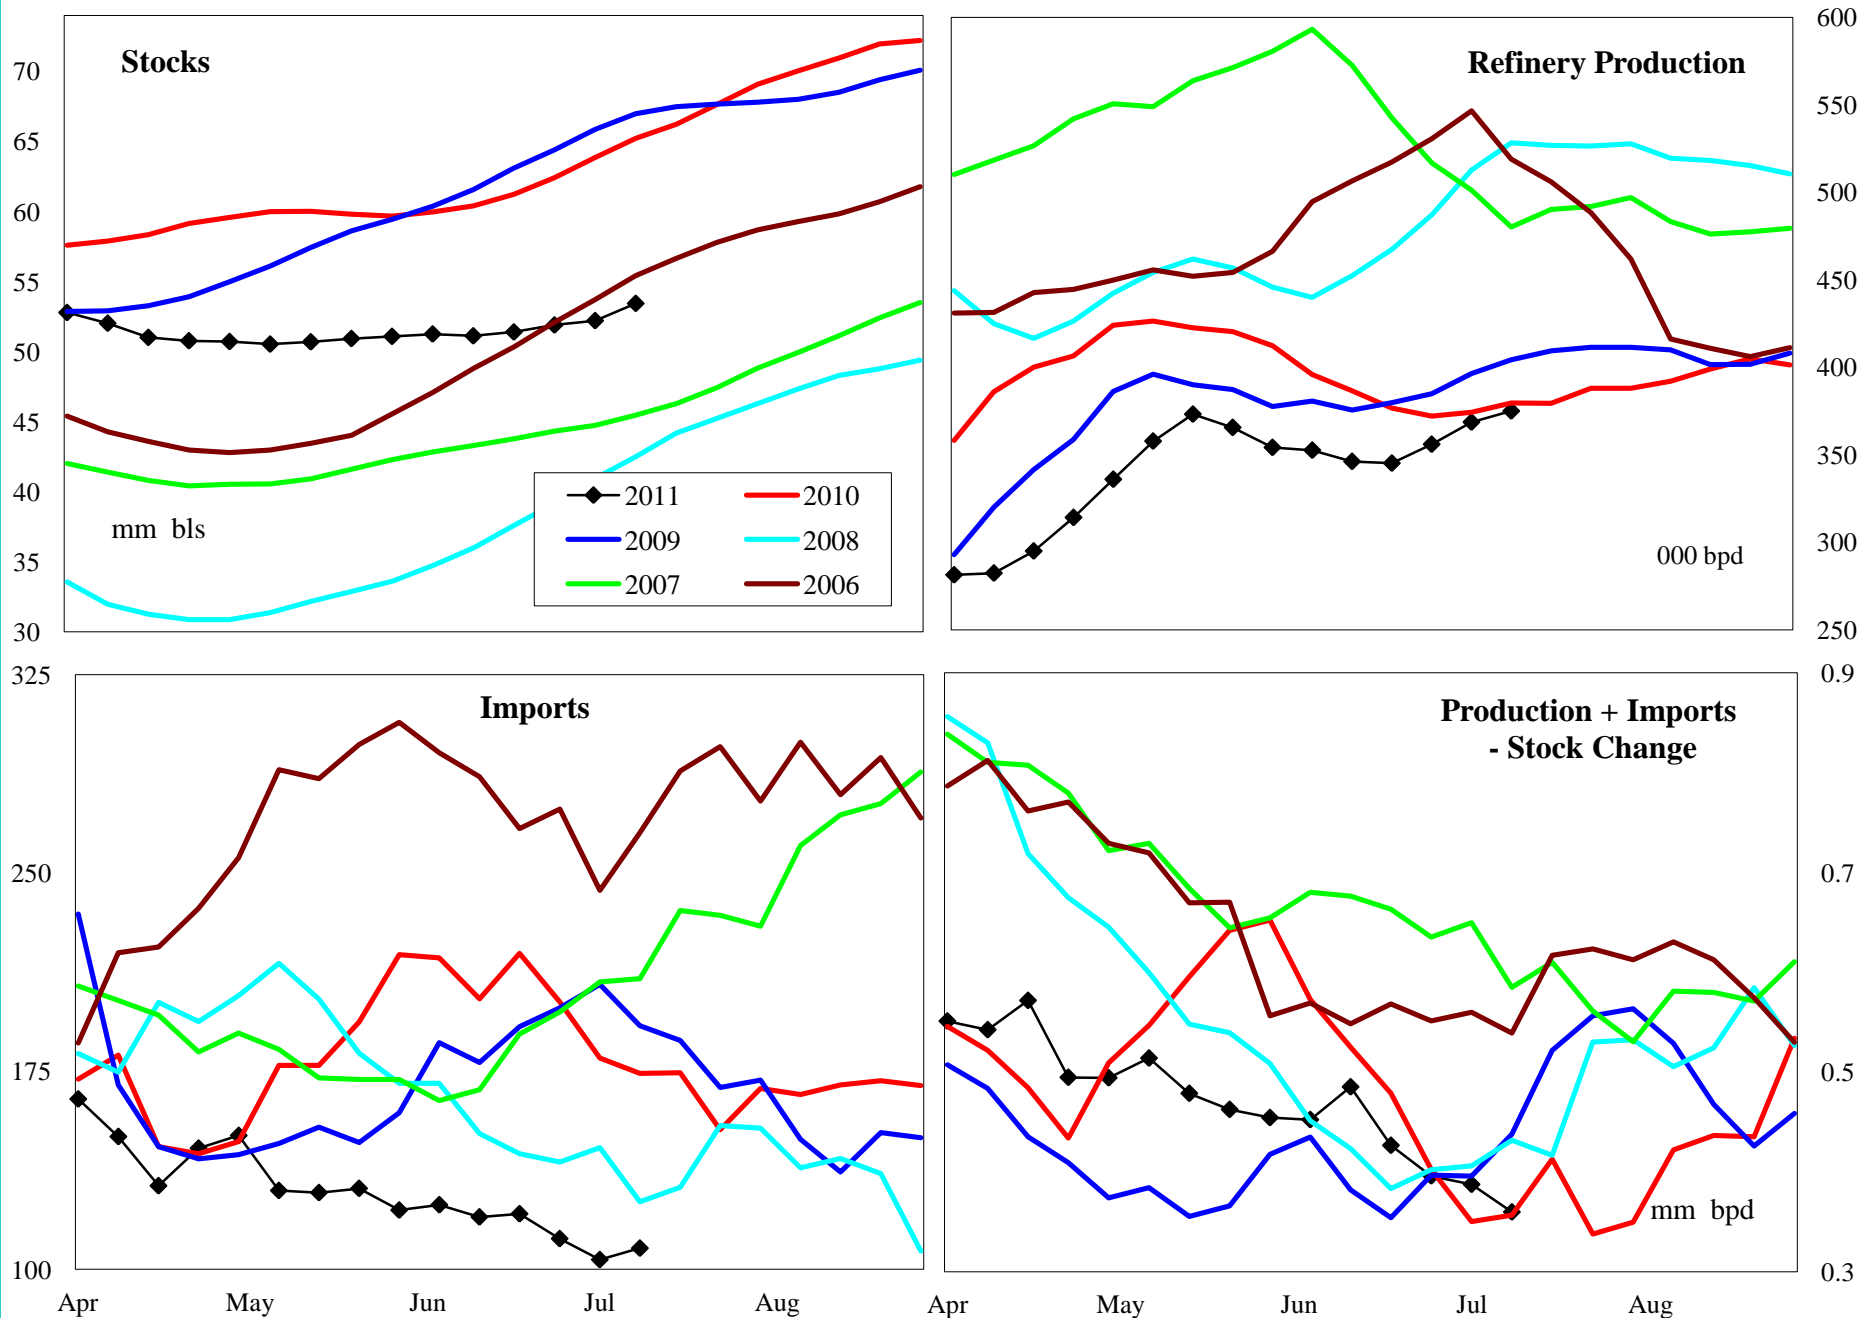 Stocks
70
65
60
55
50
45
40
35
30
mm bls
2011 2010
2009 2008
2007 2006
Refinery Production
600
550
500
450
400
350
300
250
000 bpd
Imports
325
250
175
100
Apr May Jun Jul Aug
Production + Imports
- Stock Change
0.9
0.7
0.5
0.3
mm bpd
Apr May Jun Jul Aug